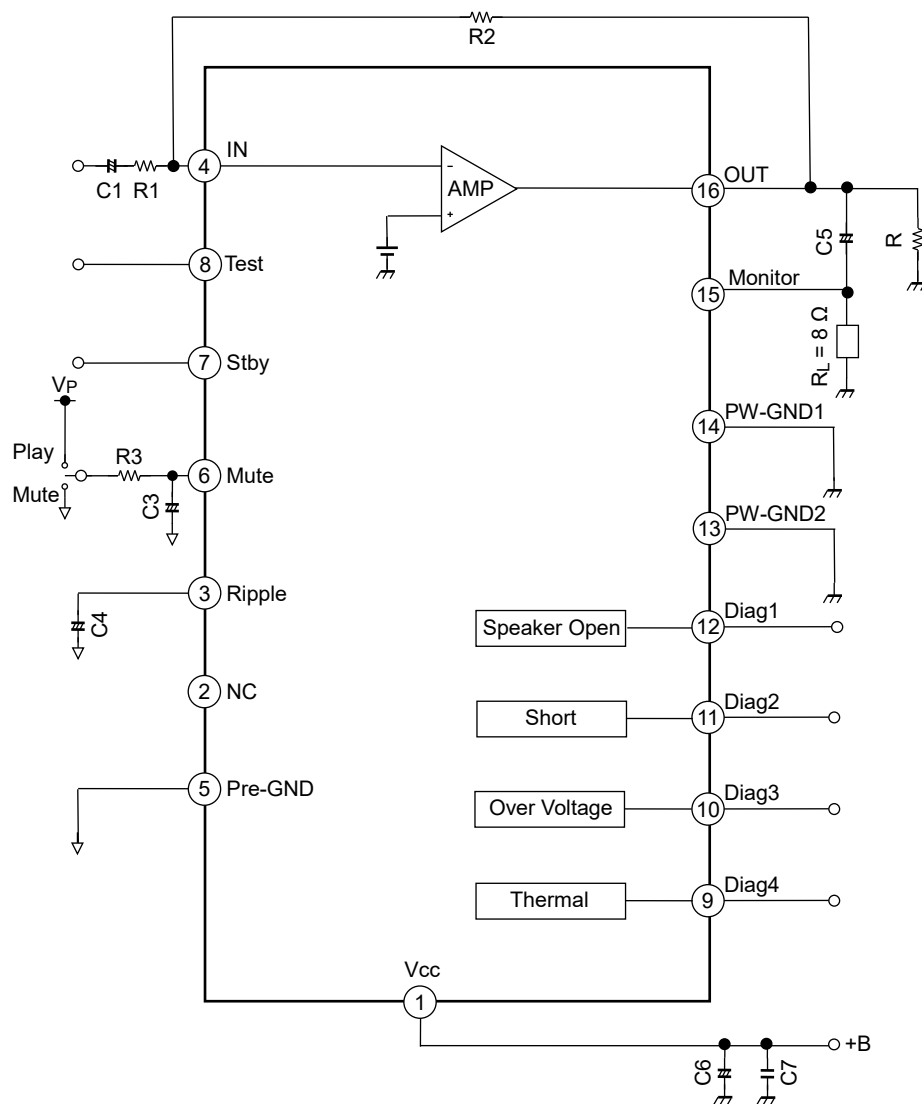 R2
4
IN
C1
R1
AMP
−
+
16
OUT
C5
R
8
Test
15
Monitor
RL = 8 Ω
7
Stby
VP
Play
Mute
R3
6
Mute
C3
14
PW-GND1
13
PW-GND2
3
Ripple
C4
Speaker Open
12
Diag1
2
NC
Short
11
Diag2
5
Pre-GND
Over Voltage
10
Diag3
Thermal
9
Diag4
Vcc
1
+B
C6
C7